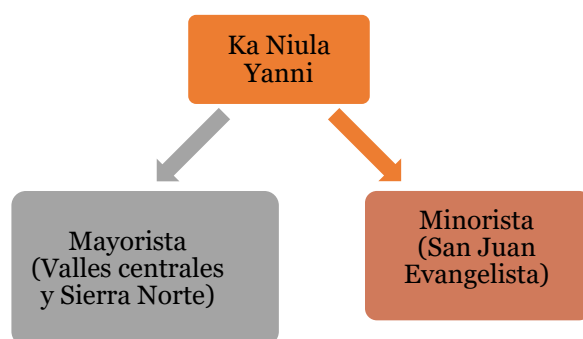 Ka Niula
Yanni
Mayorista
(Valles centrales
y Sierra Norte)
Minorista
(San Juan
Evangelista)